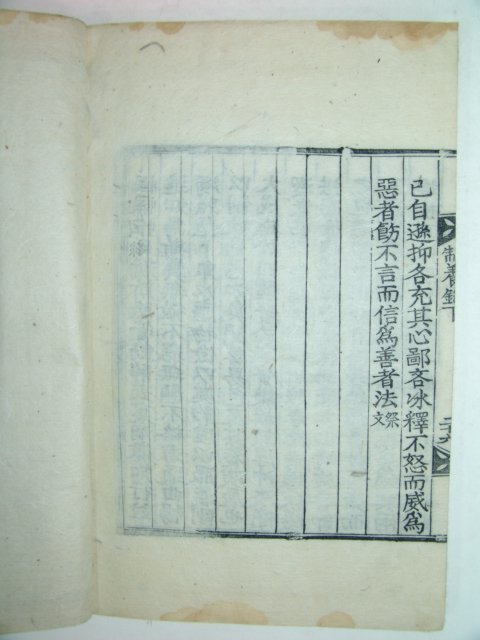 已自遜抑各充其心鄙吝冰釋不怒而威爲
惡者飭不言而信爲善者法祭文